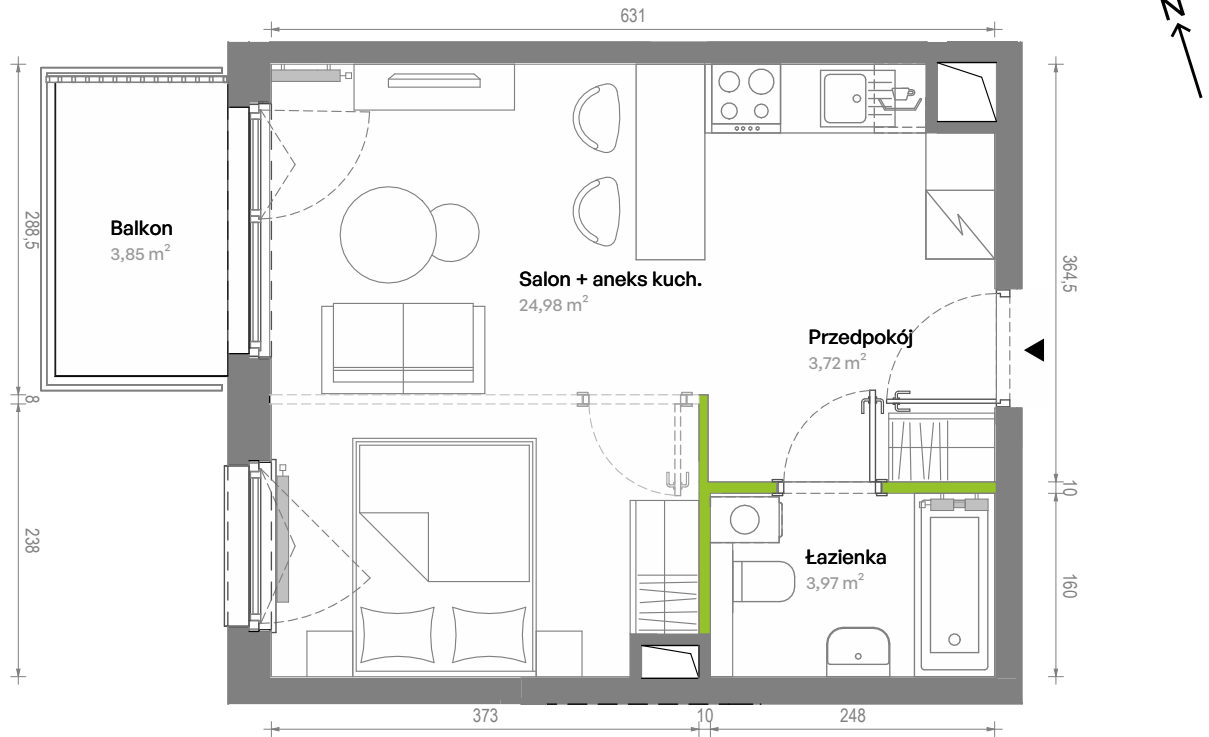 631
N
Balkon
3,85 m²
288,5
Salon + aneks kuch.
24,98 m²
364,5
Przedpokój
3,72 m²
8
10
238
Łazienka
3,97 m²
160
373
10
248